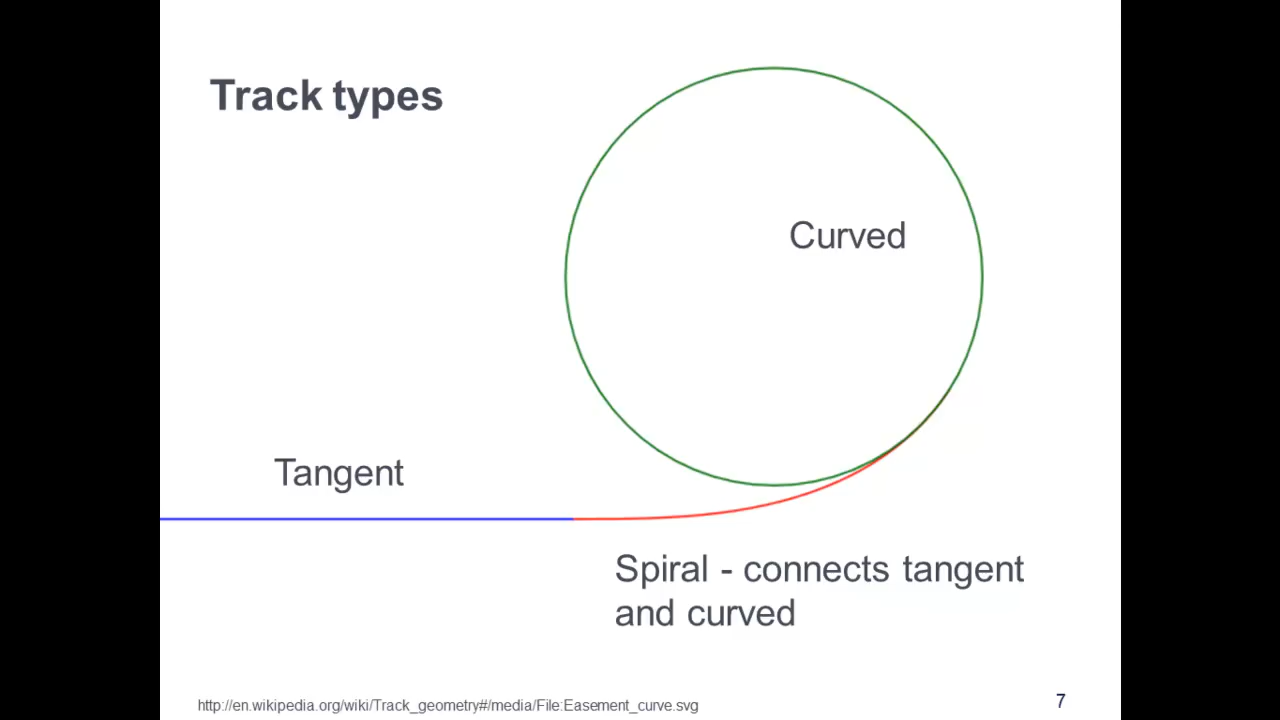 Track types
Curved
Tangent
Spiral - connects tangent
and curved
http://en.wikipedia.org/wiki/Track_geometry#/media/File:Easement_curve.svg
7